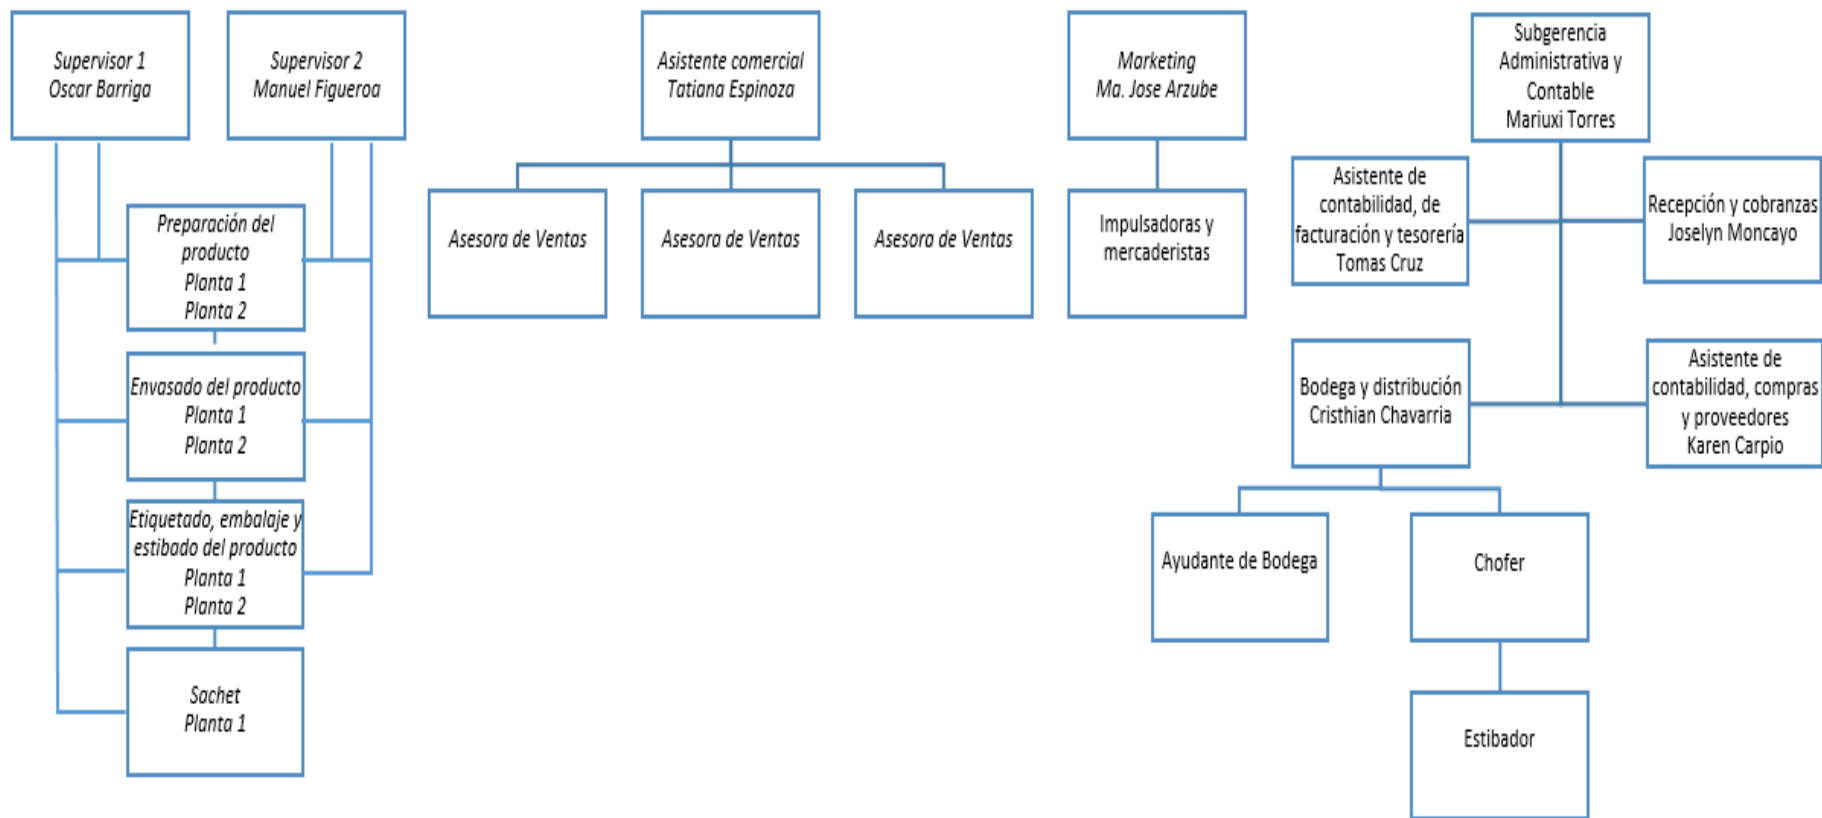 Supervisor 1
Oscar Barriga
Supervisor 2
Manuel Figueroa
Asistente comercial
Tatiana Espinoza
Marketing
Ma. Jose Arzube
Subgerencia
Administrativa y
Contable
Mariuxi Torres
Preparación del
producto
Planta 1
Planta 2
Asesora de Ventas
Asesora de Ventas
Asesora de Ventas
Impulsadoras y
mercaderistas
Asistente de
contabilidad, de
facturación y tesorería
Tomas Cruz
Recepción y cobranzas
Joselyn Moncayo
Envasado del producto
Planta 1
Planta 2
Bodega y distribución
Cristhian Chavarria
Asistente de
contabilidad, compras
y proveedores
Karen Carpio
Etiquetado, embalaje y
estibado del producto
Planta 1
Planta 2
Ayudante de Bodega
Chofer
Sachet
Planta 1
Estibador